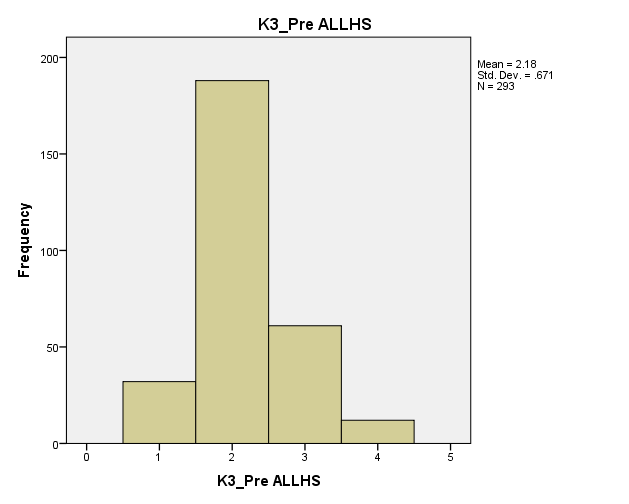 K3_Pre ALLHS
200
150
100
50
0
Frequency
0 1 2 3 4 5
K3_Pre ALLHS
Mean = 2.18
Std. Dev. = .671
N = 293